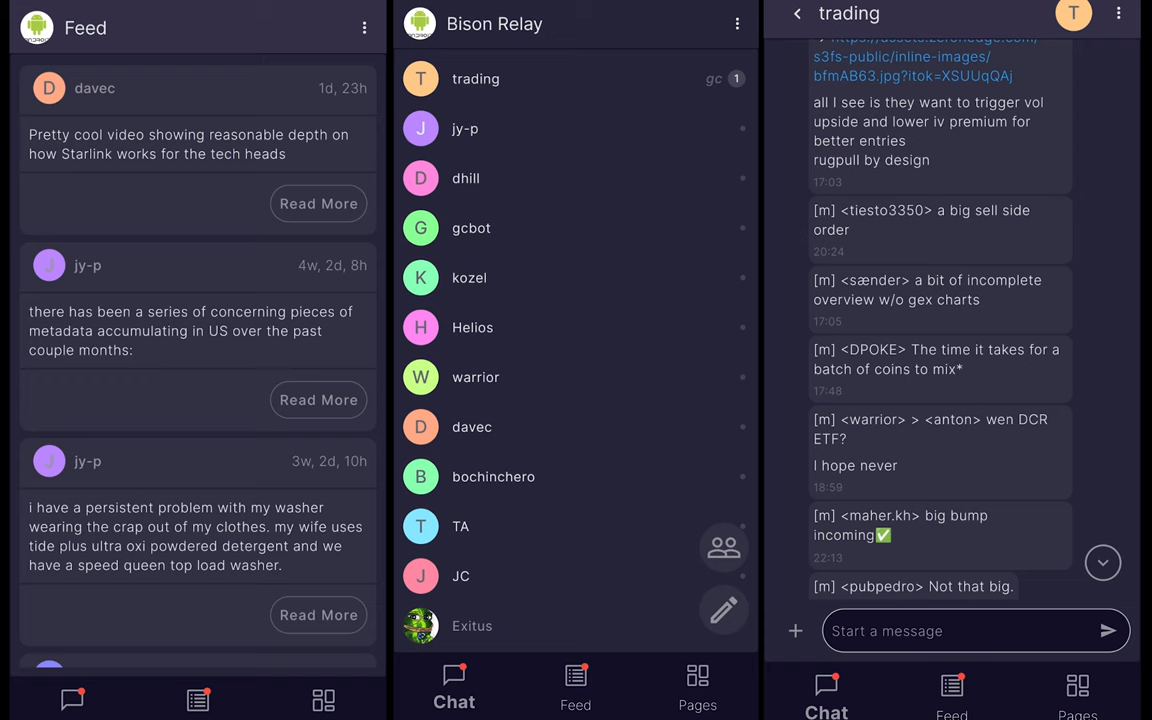 Feed
D
davec
1d, 23h
Pretty cool video showing reasonable depth on
how Starlink works for the tech heads
Read More
J
jy-p
4w, 2d, 8h
there has been a series of concerning pieces of
metadata accumulating in US over the past
couple months:
Read More
J
jy-p
3w, 2d, 10h
i have a persistent problem with my washer
wearing the crap out of my clothes. my wife uses
tide plus ultra oxi powdered detergent and we
have a speed queen top load washer.
Read More
Bison Relay
T
trading
gc 1
J
jy-p
D
dhill
G
gcbot
K
kozel
H
Helios
W
warrior
D
davec
B
bochinchero
T
TA
J
JC
Exitus
Chat
Feed
Pages
trading
T
s3fs-public/inline-images/
bfmAB63.jpg?itok=XSUUqQAj
all I see is they want to trigger vol
upside and lower iv premium for
better entries
rugpull by design
17:03
[m] <tiesto3350> a big sell side
order
20:24
[m] <sænder> a bit of incomplete
overview w/o gex charts
17:05
[m] <DPOKE> The time it takes for a
batch of coins to mix*
17:48
[m] <warrior> > <anton> wen DCR
ETF?
I hope never
18:59
[m] <maher.kh> big bump
incoming✅
22:13
[m] <pubpedro> Not that big.
Start a message
Chat
Feed
Pages